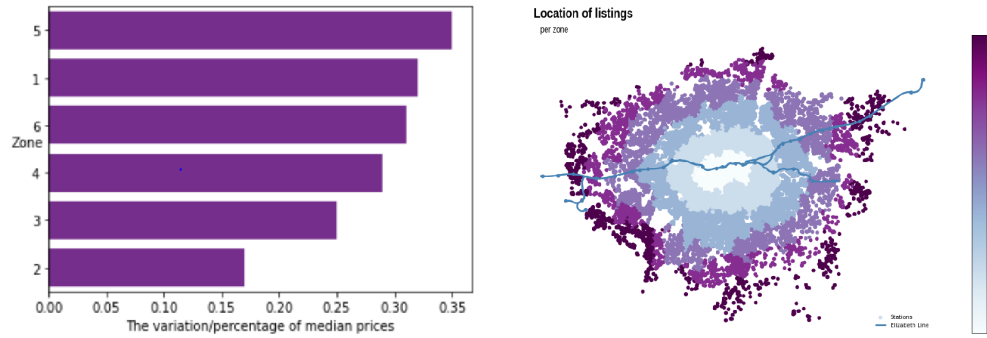 5
1
6
Zone
4
3
2
0.00 0.05 0.10 0.15 0.20 0.25 0.30 0.35
The variation/percentage of median prices
Location of listings
per zone
Stations
Elizabeth Line